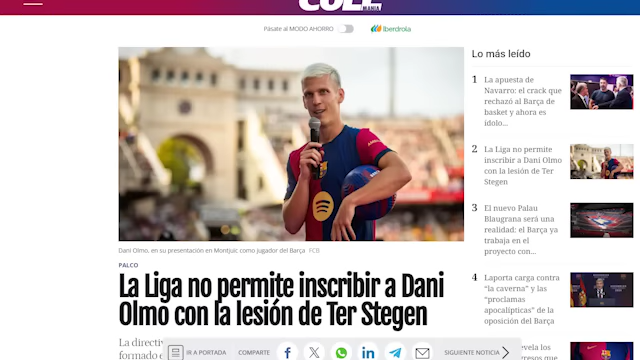 CULE
MANIA
Pásate al MODO AHORRO
Iberdrola
Dani Olmo, en su presentación en Montjuïc como jugador del Barça FCB
PALCO
La Liga no permite inscribir a Dani
Olmo con la lesión de Ter Stegen
La directiv
formado e
IR A PORTADA COMPARTE SIGUIENTE NOTICIA
Lo más leído
1 La apuesta de
Navarro: el crack que
rechazó al Barça de
basket y ahora es
ídolo...
2 La Liga no permite
inscribir a Dani Olmo
con la lesión de Ter
Stegen
3 El nuevo Palau
Blaugrana será una
realidad: el Barça ya
trabaja en el
proyecto con...
4 Laporta carga contra
“la caverna” y las
“proclamas
apocalípticas” de la
oposición del Barça
evela los